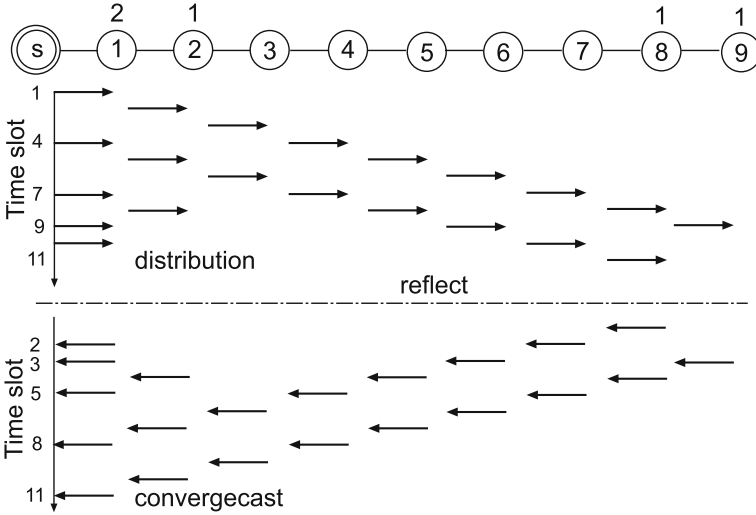 2 1 1 1
s 1 2 3 4 5 6 7 8 9
Time slot
1
4
7
9
11
distribution
reflect
Time slot
2
3
5
8
11
convergecast